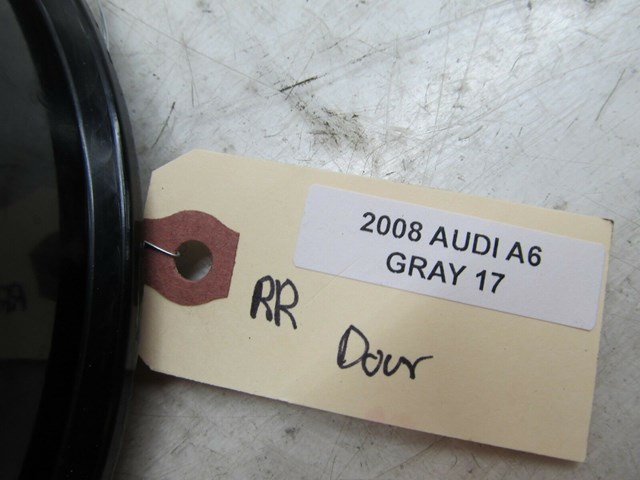 2008 AUDI A6
GRAY 17
RR
Door